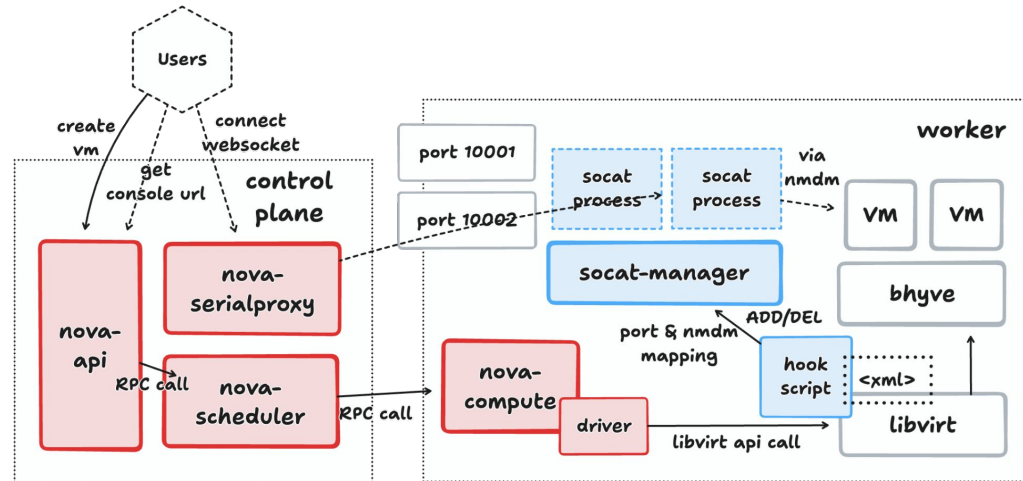 Users
create
vm
get
console url
connect
websocket
control
plane
nova-
api
nova-
serialproxy
RPC call
nova-
scheduler
RPC call
worker
port 10001
port 10002
socat
process
socat
process
via
nmdm
vm
vm
socat-manager
bhyve
port & nmdm
mapping
ADD/DEL
nova-
compute
driver
libvirt api call
hook
script
<xml>
libvirt